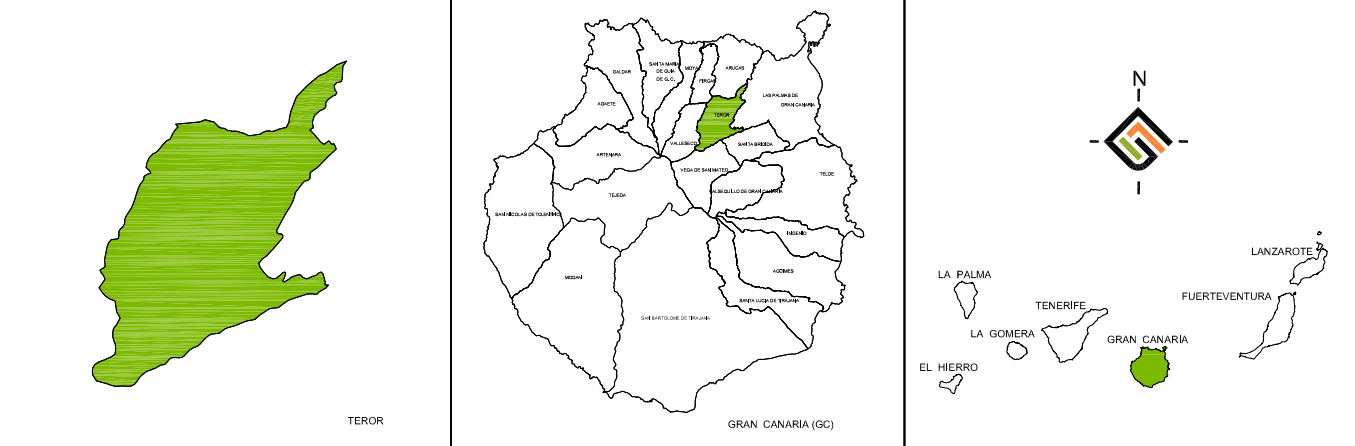 TEROR
GALDAR
SANTA MARIA
DE GUIA
DE G.C.
MOYA
FIRGAS
ARUCAS
AGAETE
TEROR
LAS PALMAS DE
GRAN CANARIA
VALLESECO
SANTA BRIGIDA
ARTENARA
VEGA DE SAN MATEO
TELDE
TEJEDA
VALSEQUILLO DE GRAN CANARIA
SAN NICOLAS DE TOLENTINO
INGENIO
MOGAN
AGÜIMES
SANTA LUCIA DE TIRAJANA
SAN BARTOLOME DE TIRAJANA
GRAN CANARIA (GC)
N
LANZAROTE
LA PALMA
FUERTEVENTURA
TENERIFE
LA GOMERA
GRAN CANARIA
EL HIERRO